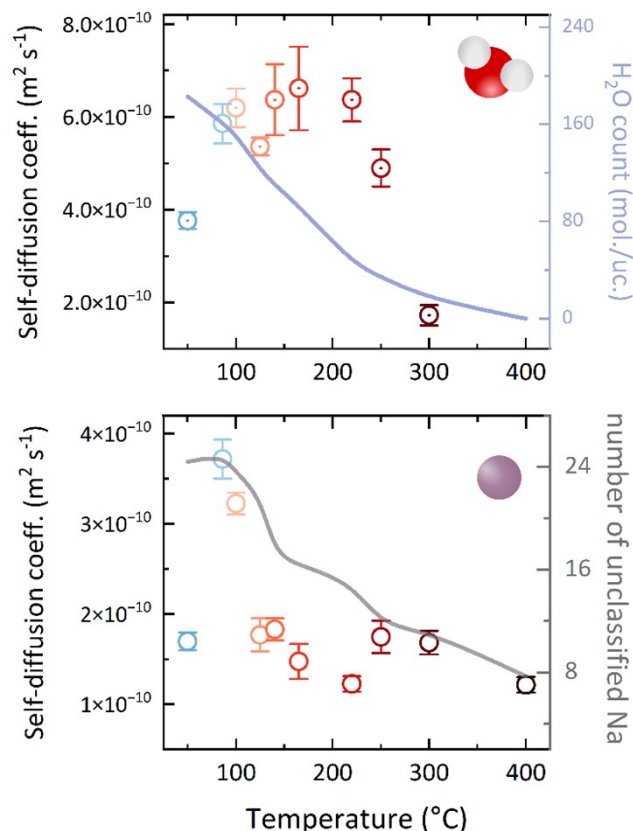 Self-diffusion coeff. (m² s⁻¹)
8.0×10⁻¹⁰
6.0×10⁻¹⁰
4.0×10⁻¹⁰
2.0×10⁻¹⁰
240
160
80
0
H₂O count (mol./uc.)
100 200 300 400
Self-diffusion coeff. (m² s⁻¹)
4×10⁻¹⁰
3×10⁻¹⁰
2×10⁻¹⁰
1×10⁻¹⁰
24
16
8
number of unclassified Na
100 200 300 400
Temperature (°C)